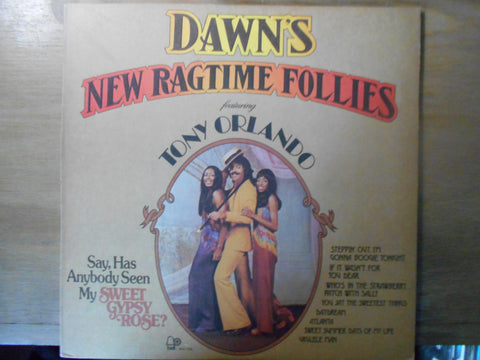 DAWN'S
NEW RAGTIME FOLLIES
featuring
TONY ORLANDO
Say, Has
Anybody Seen
My SWEET
GYPSY
ROSE?
STEPPIN' OUT, I'M
GONNA BOOGIE TONIGHT
IF IT WASN'T FOR
YOU DEAR
WHO'S IN THE STRAWBERRY
PATCH WITH SALLY
YOU ARE THE SWEETEST THING
DAYDREAM
ATLANTA
SWEET SUMMER DAYS OF MY LIFE
UKULELE MAN